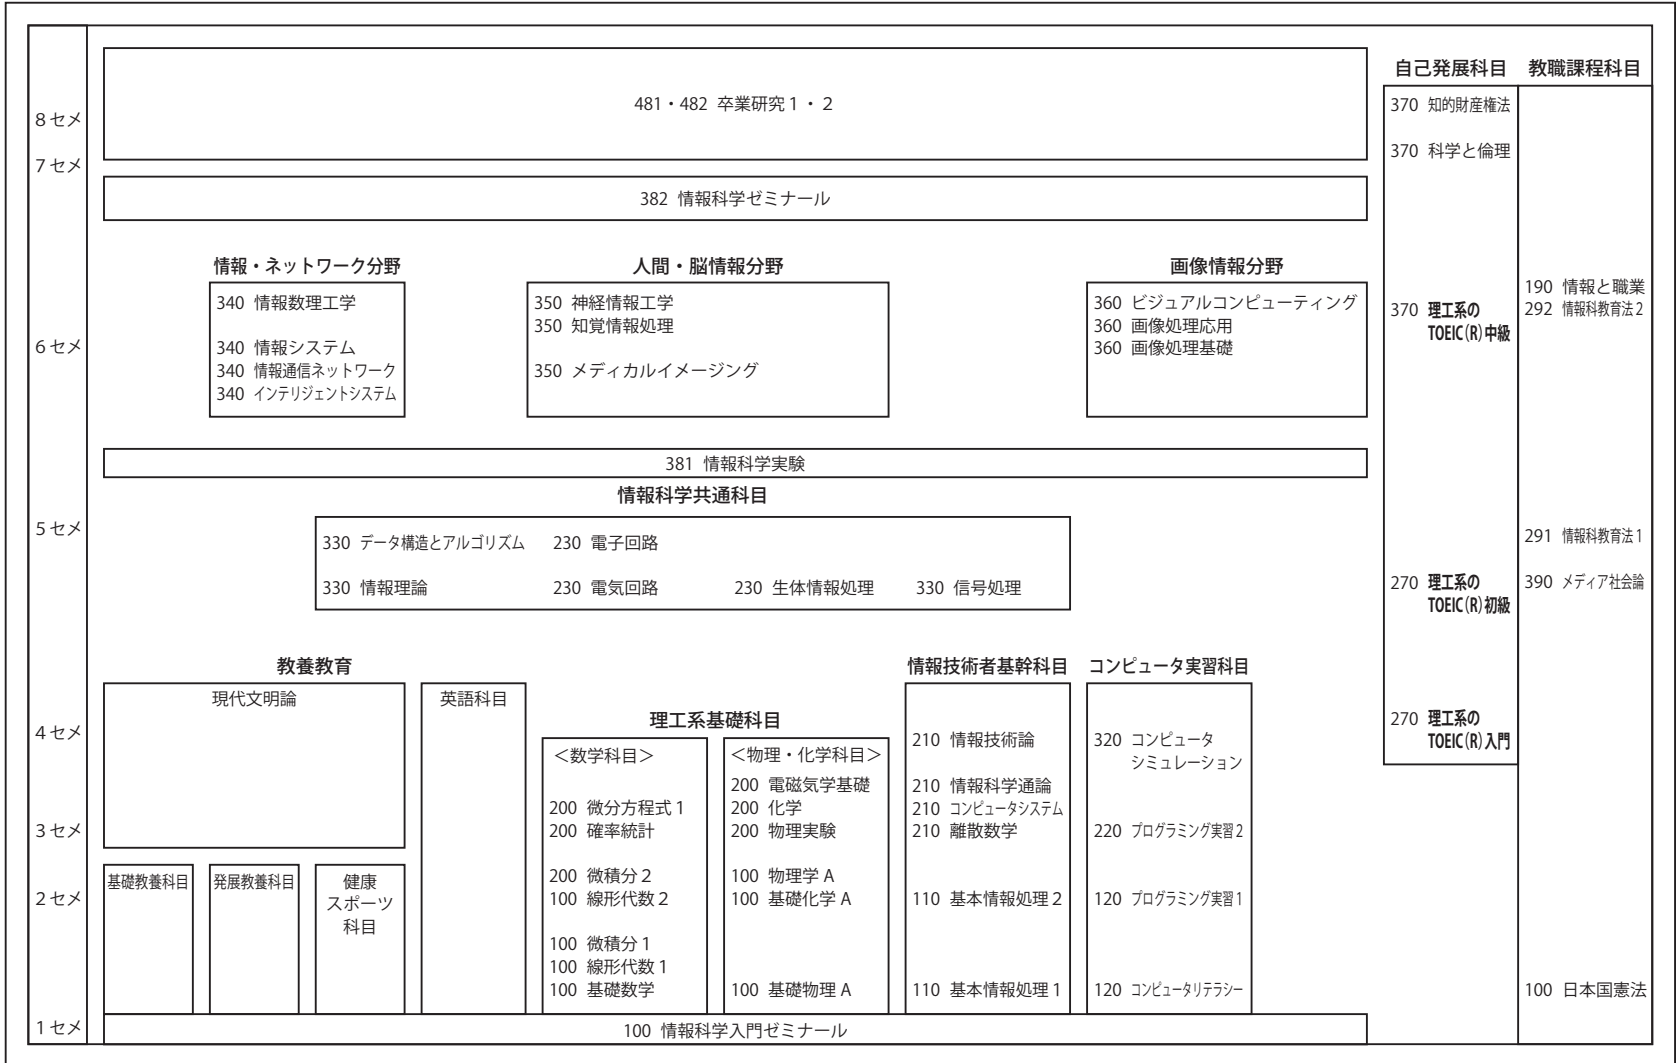 自己発展科目 教職課程科目
8セメ
481・482 卒業研究1・2
370 知的財産権法
7セメ
370 科学と倫理
382 情報科学ゼミナール
情報・ネットワーク分野
340 情報数理工学
340 情報システム
340 情報通信ネットワーク
340 インテリジェントシステム
人間・脳情報分野
350 神経情報工学
350 知覚情報処理
350 メディカルイメージング
画像情報分野
360 ビジュアルコンピューティング
360 画像処理応用
360 画像処理基礎
6セメ
370 理工系の
TOEIC(R)中級
190 情報と職業
292 情報科教育法2
381 情報科学実験
情報科学共通科目
5セメ
330 データ構造とアルゴリズム 230 電子回路
330 情報理論 230 電気回路 230 生体情報処理 330 信号処理
291 情報科教育法1
270 理工系の
TOEIC(R)初級
390 メディア社会論
教養教育
現代文明論
英語科目
4セメ
3セメ
2セメ
基礎教養科目
発展教養科目
健康
スポーツ
科目
理工系基礎科目
<数学科目>
200 微分方程式1
200 確率統計
200 微積分2
100 線形代数2
100 微積分1
100 線形代数1
100 基礎数学
<物理・化学科目>
200 電磁気学基礎
200 化学
200 物理実験
100 物理学A
100 基礎化学A
100 基礎物理A
情報技術者基幹科目
210 情報技術論
210 情報科学通論
210 コンピュータシステム
210 離散数学
110 基本情報処理2
110 基本情報処理1
コンピュータ実習科目
320 コンピュータ
シミュレーション
220 プログラミング実習2
120 プログラミング実習1
120 コンピュータリテラシー
270 理工系の
TOEIC(R)入門
100 日本国憲法
1セメ
100 情報科学入門ゼミナール